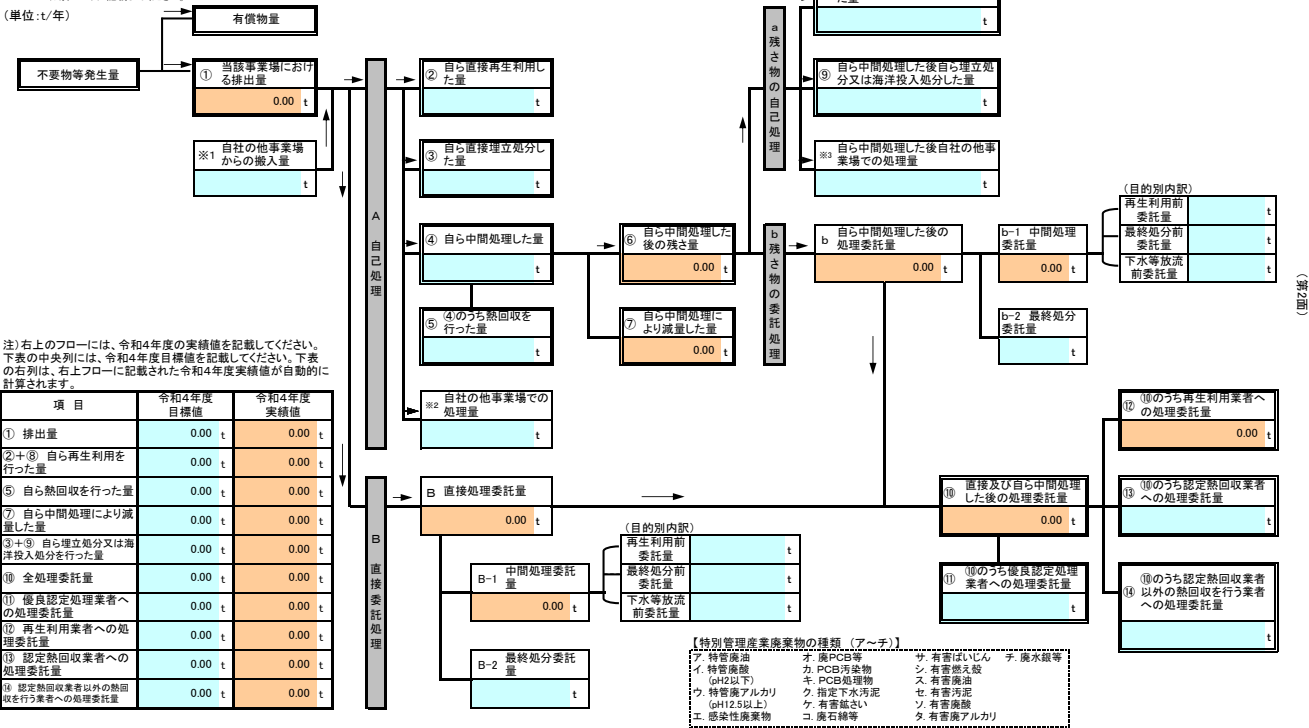 (単位:t/年)
有償物量
不要物等発生量
① 当該事業場におけ
る排出量
0.00 t
※1 自社の他事業場
からの搬入量
t
A 自己処理
② 自ら直接再生利用し
た量
t
③ 自ら直接埋立処分し
た量
t
④ 自ら中間処理した量
t
⑤ ④のうち熱回収を
行った量
t
※2 自社の他事業場での
処理量
t
⑥ 自ら中間処理した
後の残さ量
0.00 t
⑦ 自ら中間処理に
より減量した量
0.00 t
a 残さ物の自己処理
t
⑨ 自ら中間処理した後自ら埋立処
分又は海洋投入処分した量
t
※3 自ら中間処理した後自社の他事
業場での処理量
t
b 残さ物の委託処理
b 自ら中間処理した後の
処理委託量
0.00 t
b-1 中間処理
委託量
0.00 t
b-2 最終処分
委託量
t
(目的別内訳)
再生利用前
委託量 t
最終処分前
委託量 t
下水等放流
前委託量 t
(第2面)
注)右上のフローには、令和4年度の実績値を記載してください。
下表の中央列には、令和4年度目標値を記載してください。下表
の右列は、右上フローに記載された令和4年度実績値が自動的に
計算されます。
項 目 令和4年度
目標値 令和4年度
実績値
① 排出量 0.00 t 0.00 t
②+⑧ 自ら再生利用を
行った量 0.00 t 0.00 t
⑤ 自ら熱回収を行った量 0.00 t 0.00 t
⑦ 自ら中間処理により減
量した量 0.00 t 0.00 t
③+⑨ 自ら埋立処分又は海
洋投入処分を行った量 0.00 t 0.00 t
⑩ 全処理委託量 0.00 t 0.00 t
⑪ 優良認定処理業者へ
の処理委託量 0.00 t 0.00 t
⑫ 再生利用業者への処
理委託量 0.00 t 0.00 t
⑬ 認定熱回収業者への
処理委託量 0.00 t 0.00 t
⑭ 認定熱回収業者以外の熱回
収を行う業者への処理委託量 0.00 t 0.00 t
B 直接委託処理
B 直接処理委託量
0.00 t
B-1 中間処理委託
量
0.00 t
B-2 最終処分委託
量
t
(目的別内訳)
再生利用前
委託量 t
最終処分前
委託量 t
下水等放流
前委託量 t
⑩ 直接及び自ら中間処理
した後の処理委託量
0.00 t
⑪ ⑩のうち優良認定処理
業者への処理委託量
t
⑫ ⑩のうち再生利用業者へ
の処理委託量
0.00 t
⑬ ⑩のうち認定熱回収業者
への処理委託量
t
⑭ ⑩のうち認定熱回収業者
以外の熱回収を行う業者
への処理委託量
t
【特別管理産業廃棄物の種類 (ア~チ)】
ア. 特管廃油 オ. 廃PCB等 サ. 有害ばいじん チ. 廃水銀等
イ. 特管廃酸 カ. PCB汚染物 シ. 有害燃え殻
(pH2以下) キ. PCB処理物 ス. 有害廃油
ウ. 特管廃アルカリ ク. 指定下水汚泥 セ. 有害汚泥
(pH12.5以上) ケ. 有害鉱さい ソ. 有害廃酸
エ. 感染性廃棄物 コ. 廃石綿等 タ. 有害廃アルカリ